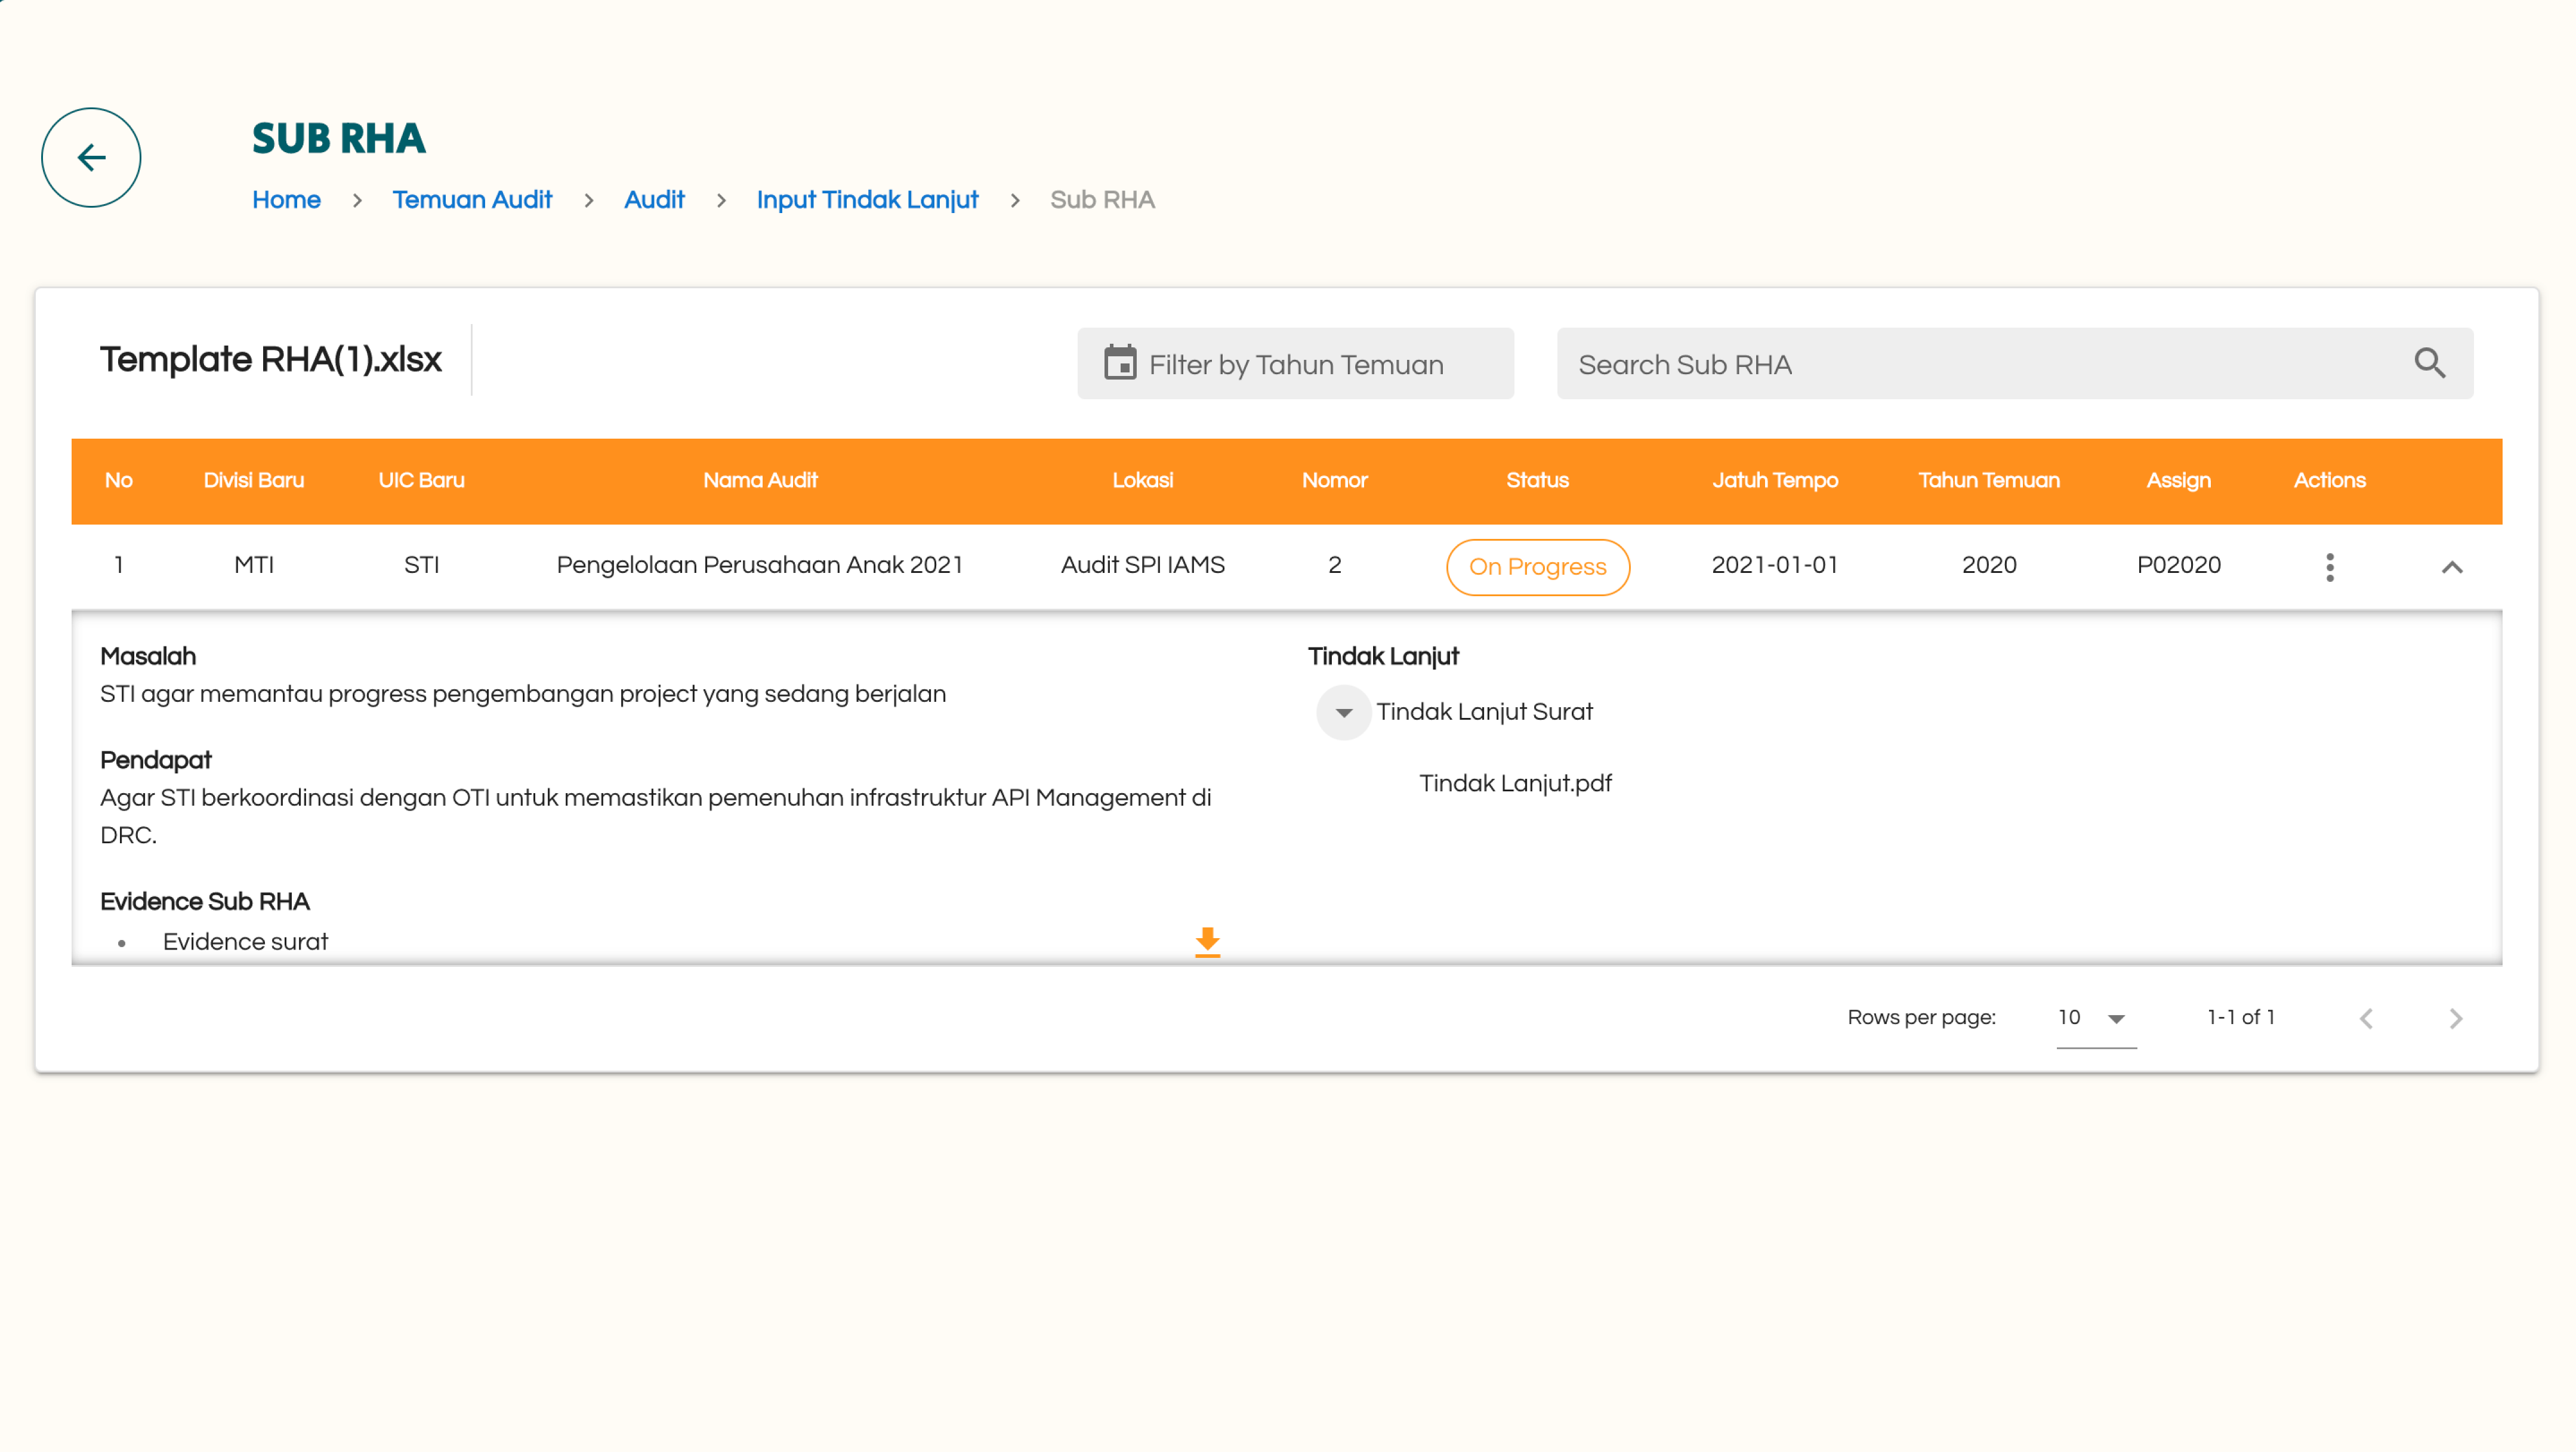 SUB RHA
Home > Temuan Audit > Audit > Input Tindak Lanjut > Sub RHA
Template RHA(1).xlsx
Filter by Tahun Temuan
Search Sub RHA
No Divisi Baru UIC Baru Nama Audit Lokasi Nomor Status Jatuh Tempo Tahun Temuan Assign Actions
1 MTI STI Pengelolaan Perusahaan Anak 2021 Audit SPI IAMS 2 On Progress 2021-01-01 2020 P02020
Masalah
STI agar memantau progress pengembangan project yang sedang berjalan
Pendapat
Agar STI berkoordinasi dengan OTI untuk memastikan pemenuhan infrastruktur API Management di
DRC.
Evidence Sub RHA
• Evidence surat
Tindak Lanjut
Tindak Lanjut Surat
Tindak Lanjut.pdf
Rows per page: 10 1-1 of 1